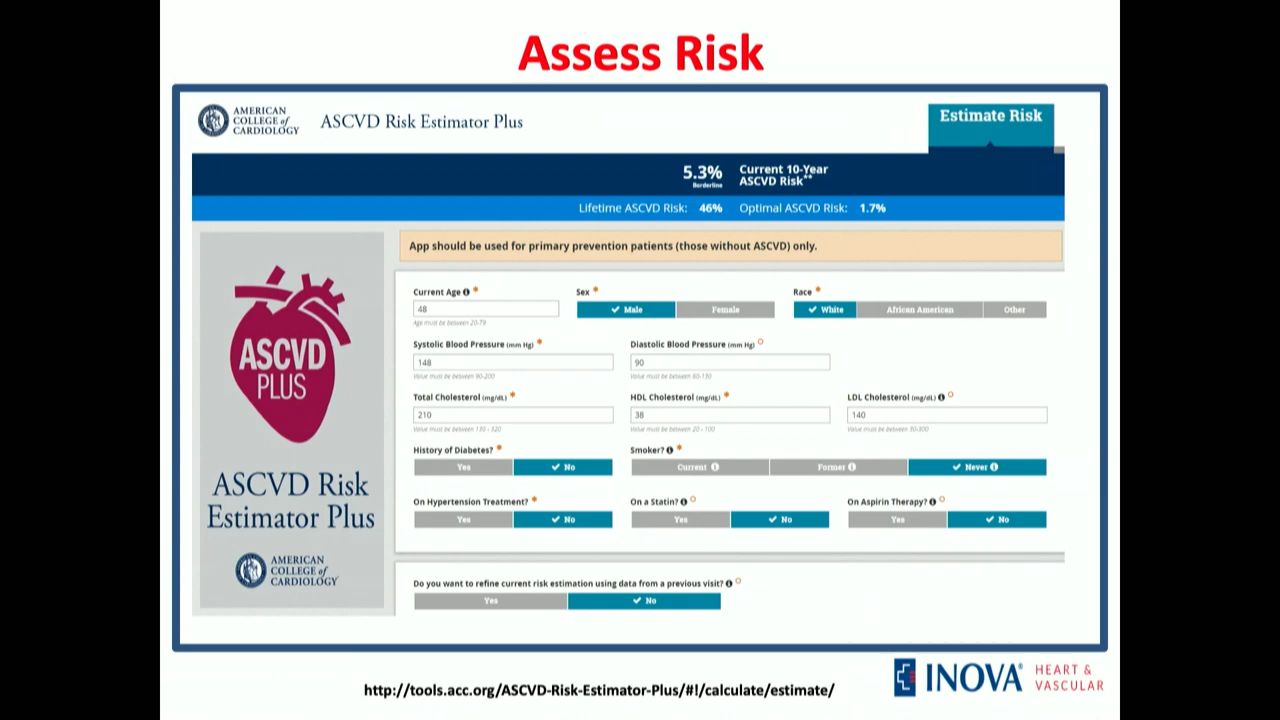 Assess Risk
AMERICAN
COLLEGE of
CARDIOLOGY
ASCVD Risk Estimator Plus
Estimate Risk
5.3%
Borderline
Current 10-Year
ASCVD Risk**
Lifetime ASCVD Risk: 46% Optimal ASCVD Risk: 1.7%
App should be used for primary prevention patients (those without ASCVD) only.
ASCVD
PLUS
ASCVD Risk
Estimator Plus
AMERICAN
COLLEGE of
CARDIOLOGY
Current Age * Sex * Race *
48 Male Female White African American Other
Age must be between 20-79
Systolic Blood Pressure (mm Hg) * Diastolic Blood Pressure (mm Hg)
148 90
Value must be between 90-200 Value must be between 60-130
Total Cholesterol (mg/dL) * HDL Cholesterol (mg/dL) * LDL Cholesterol (mg/dL)
210 38 140
Value must be between 130 - 320 Value must be between 20 - 100 Value must be between 30-300
History of Diabetes? * Smoker? *
Yes No Current Former Never
On Hypertension Treatment? * On a Statin? On Aspirin Therapy?
Yes No Yes No Yes No
Do you want to refine current risk estimation using data from a previous visit?
Yes No
http://tools.acc.org/ASCVD-Risk-Estimator-Plus/#!/calculate/estimate/
INOVA®
HEART &
VASCULAR